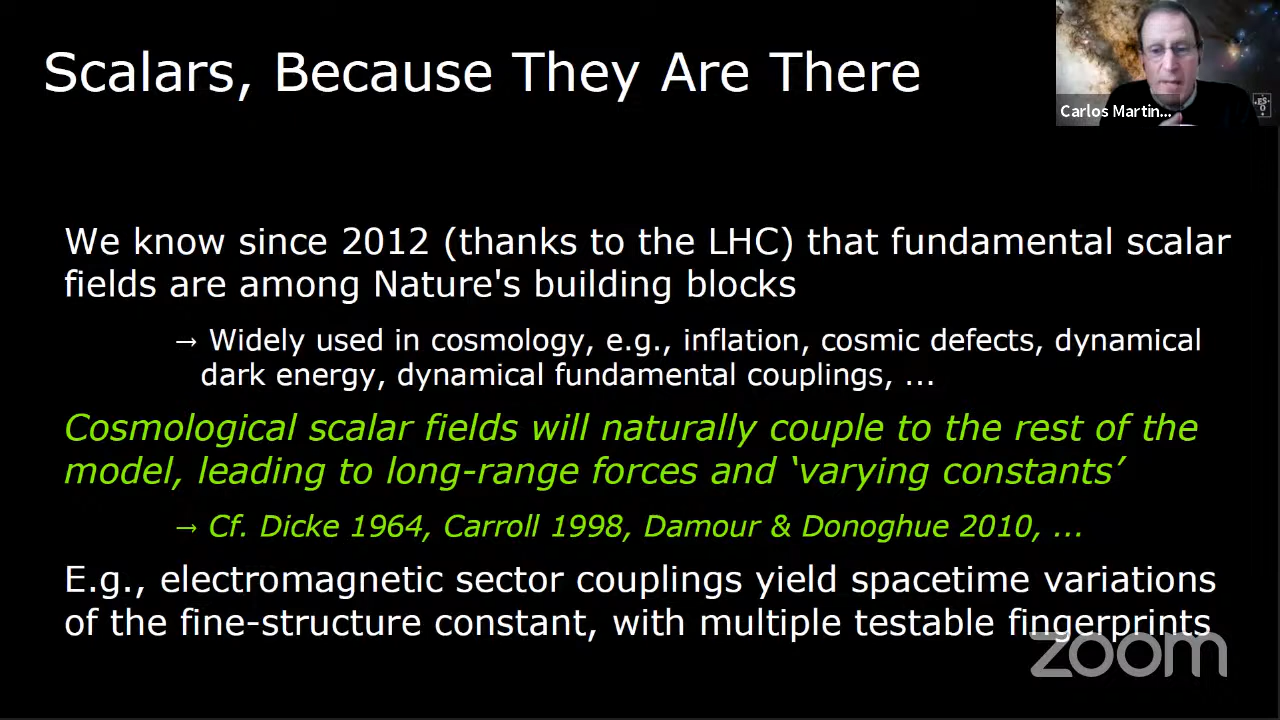 Scalars, Because They Are There
Carlos Martin...
We know since 2012 (thanks to the LHC) that fundamental scalar
fields are among Nature's building blocks
→ Widely used in cosmology, e.g., inflation, cosmic defects, dynamical
dark energy, dynamical fundamental couplings, ...
Cosmological scalar fields will naturally couple to the rest of the
model, leading to long-range forces and ‘varying constants’
→ Cf. Dicke 1964, Carroll 1998, Damour & Donoghue 2010, ...
E.g., electromagnetic sector couplings yield spacetime variations
of the fine-structure constant, with multiple testable fingerprints
zoom